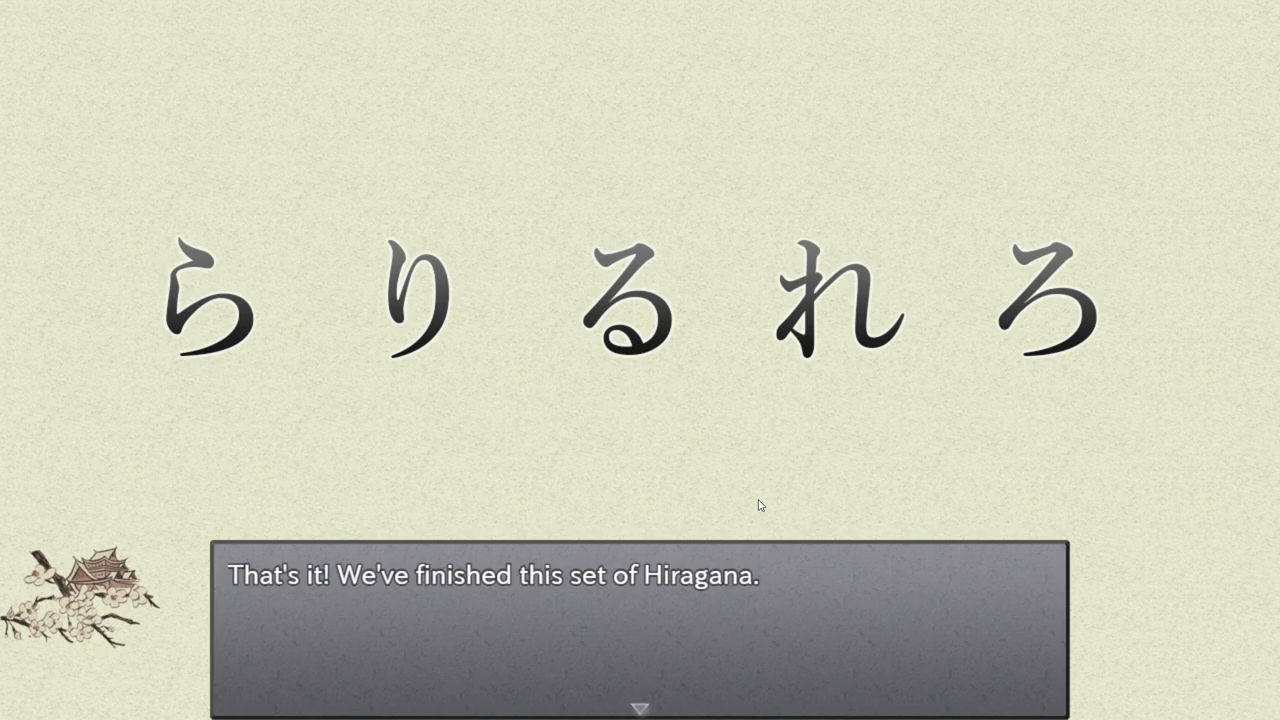 ら り る れ ろ
That's it! We've finished this set of Hiragana.